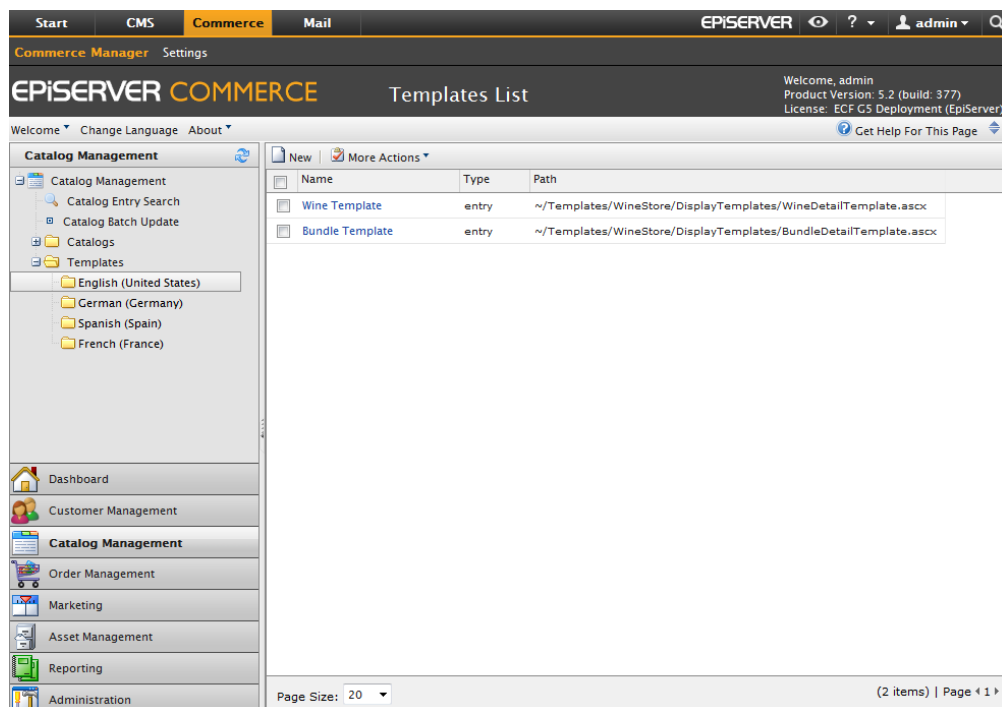 Start CMS Commerce Mail EPiSERVER ? admin
Commerce Manager Settings
EPiSERVER COMMERCE Templates List
Welcome, admin
Product Version: 5.2 (build: 377)
License: ECF G5 Deployment (EpiServer)
Welcome Change Language About Get Help For This Page
Catalog Management
New More Actions
Catalog Management
Catalog Entry Search
Catalog Batch Update
Catalogs
Templates
English (United States)
German (Germany)
Spanish (Spain)
French (France)
Name Type Path
Wine Template entry ~/Templates/WineStore/DisplayTemplates/WineDetailTemplate.ascx
Bundle Template entry ~/Templates/WineStore/DisplayTemplates/BundleDetailTemplate.ascx
Dashboard
Customer Management
Catalog Management
Order Management
Marketing
Asset Management
Reporting
Administration
Page Size: 20 (2 items) | Page 1